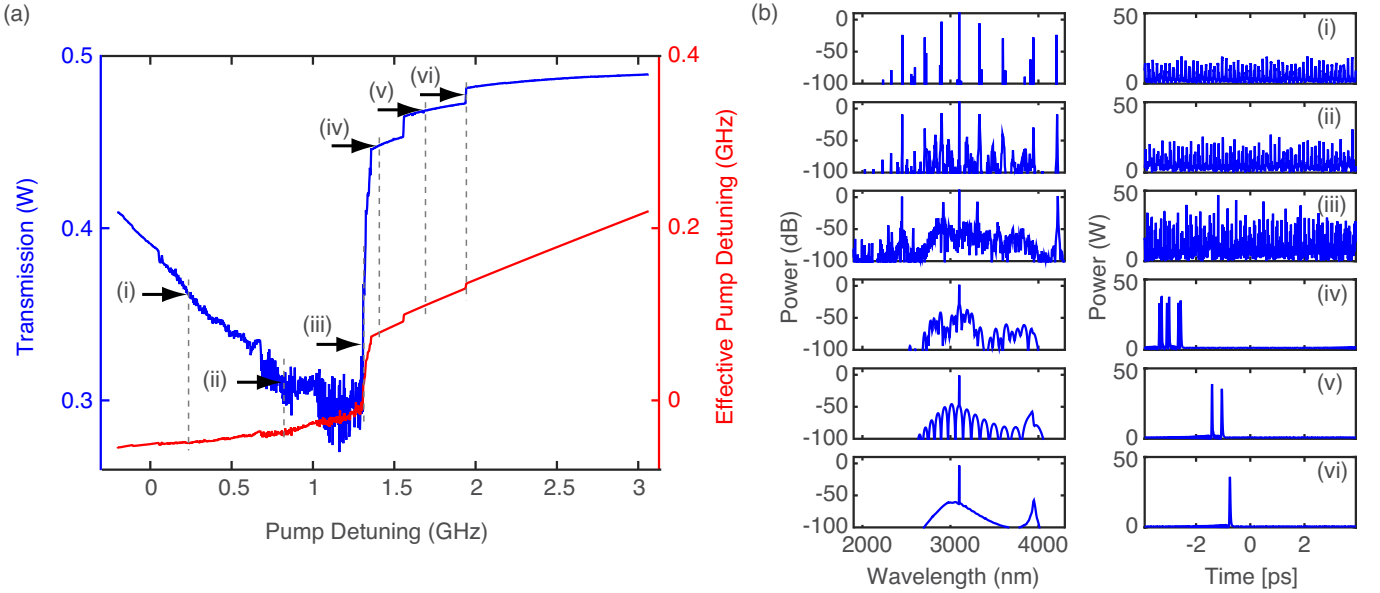 (a)
0.5
0.4
0.3
Transmission (W)
0
0.5
1
1.5
2
2.5
3
Pump Detuning (GHz)
0.4
0.2
0
Effective Pump Detuning (GHz)
(i)
(ii)
(iii)
(iv)
(v)
(vi)
(b)
0
-50
-100
0
-50
-100
0
-50
-100
0
-50
-100
0
-50
-100
0
-50
-100
Power (dB)
2000
3000
4000
Wavelength (nm)
50
0
(i)
50
0
(ii)
50
0
(iii)
50
0
(iv)
50
0
(v)
50
0
(vi)
Power (W)
-2
0
2
Time [ps]